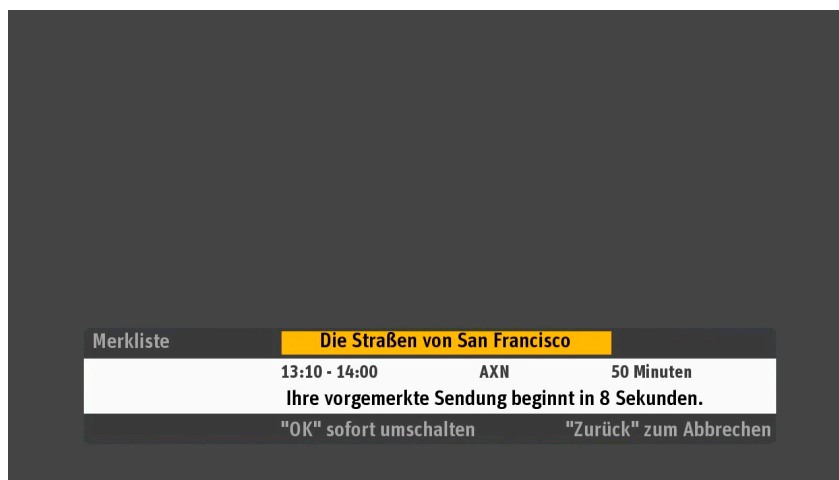 Merkliste Die Straßen von San Francisco
13:10 - 14:00 AXN 50 Minuten
Ihre vorgemerkte Sendung beginnt in 8 Sekunden.
"OK" sofort umschalten "Zurück" zum Abbrechen